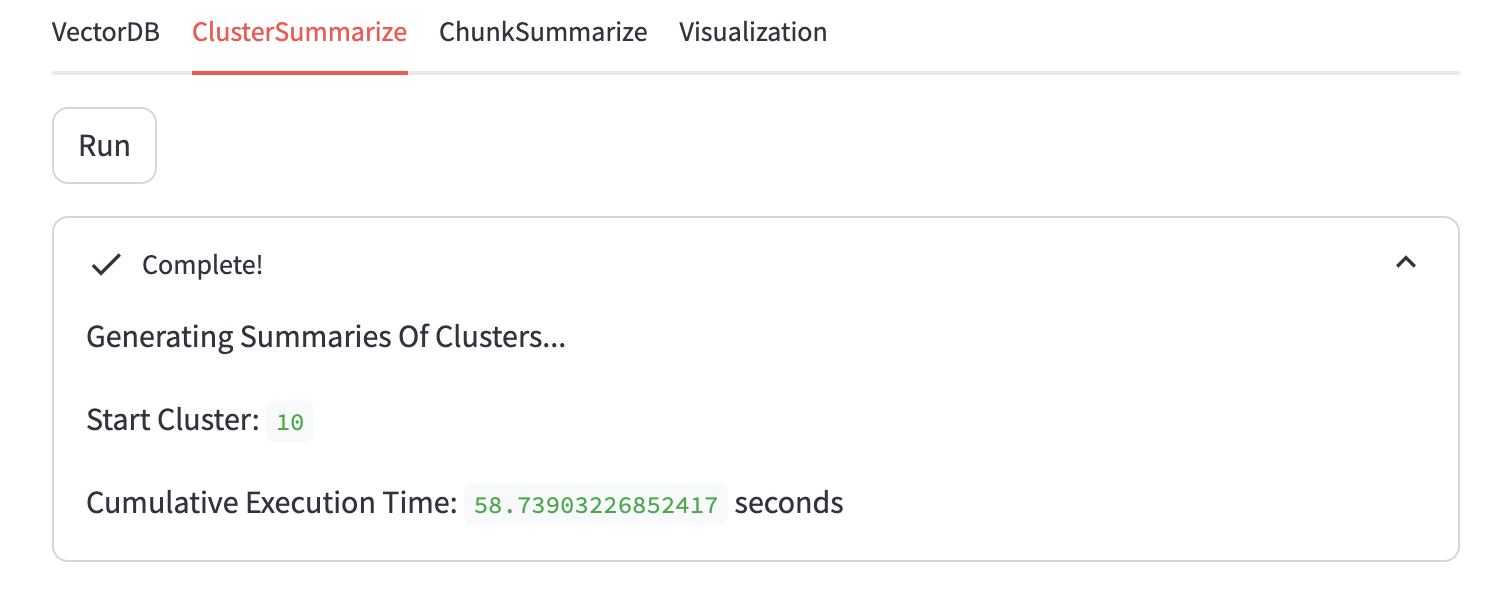 VectorDB ClusterSummarize ChunkSummarize Visualization
Run
Complete!
Generating Summaries Of Clusters...
Start Cluster: 10
Cumulative Execution Time: 58.73903226852417 seconds